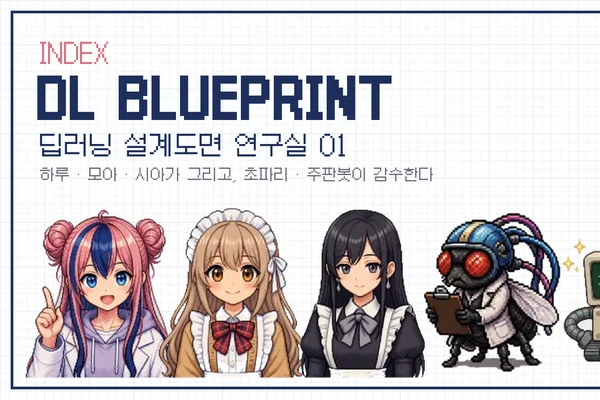 INDEX
DL BLUEPRINT
딥러닝 설계도면 연구실 01
하루 · 모아 · 시아가 그리고, 초파리 · 주판봇이 감수한다